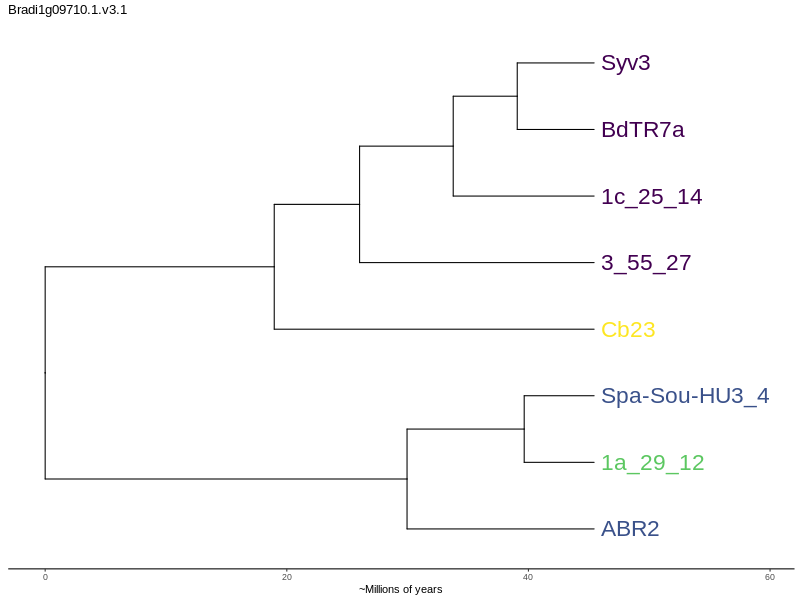 Bradi1g09710.1.v3.1
Syv3
BdTR7a
1c_25_14
3_55_27
Cb23
Spa-Sou-HU3_4
1a_29_12
ABR2
0 20 40 60
~Millions of years